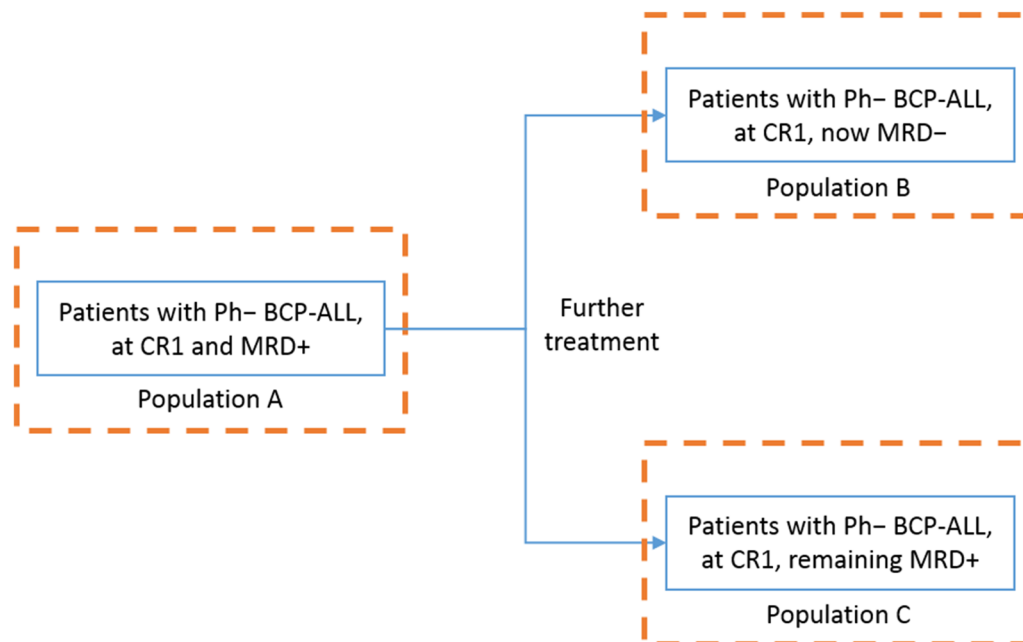 Patients with Ph− BCP-ALL,
at CR1, now MRD−
Population B
Patients with Ph− BCP-ALL,
at CR1 and MRD+
Population A
Further
treatment
Patients with Ph− BCP-ALL,
at CR1, remaining MRD+
Population C